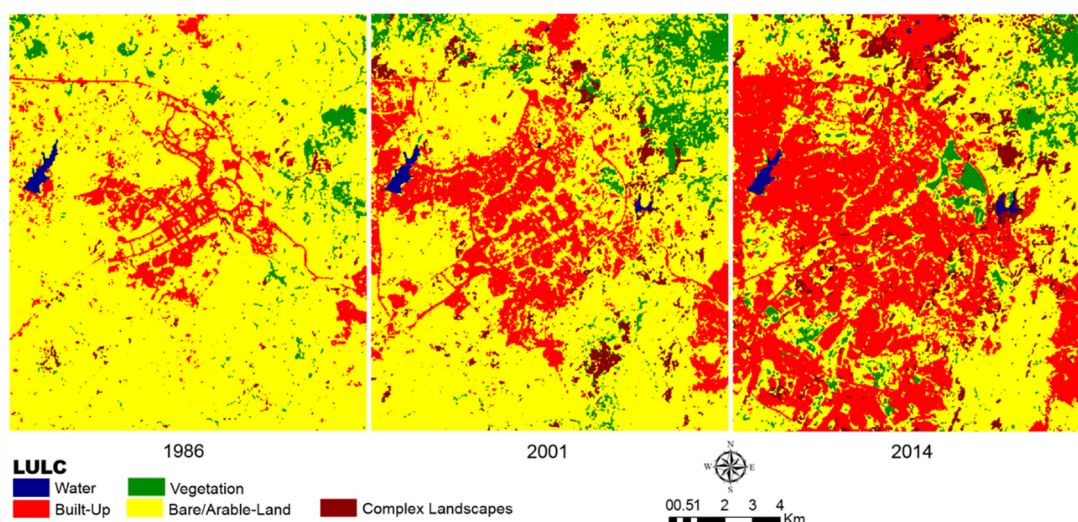 1986 2001 2014
LULC
Water Vegetation
Built-Up Bare/Arable-Land Complex Landscapes
N
W E
S
00.51 2 3 4
Km